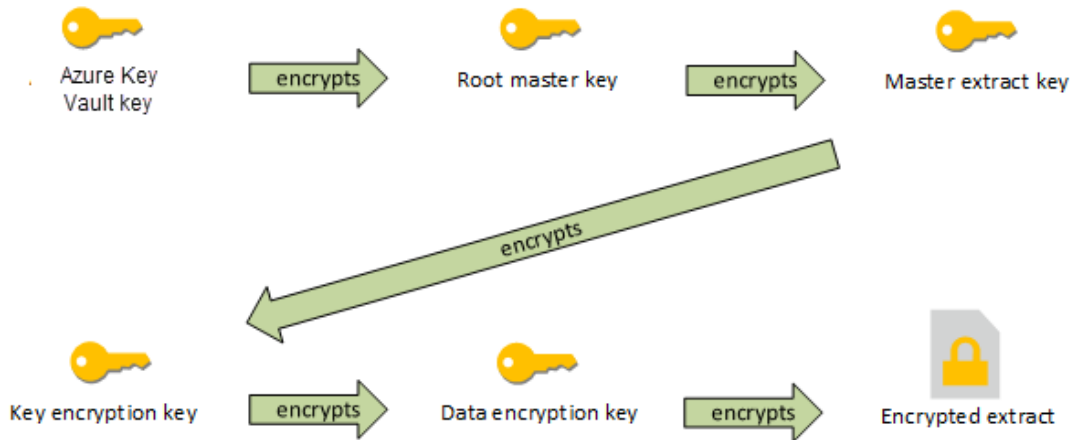 Azure Key
Vault key
encrypts
Root master key
encrypts
Master extract key
encrypts
Key encryption key
encrypts
Data encryption key
encrypts
Encrypted extract